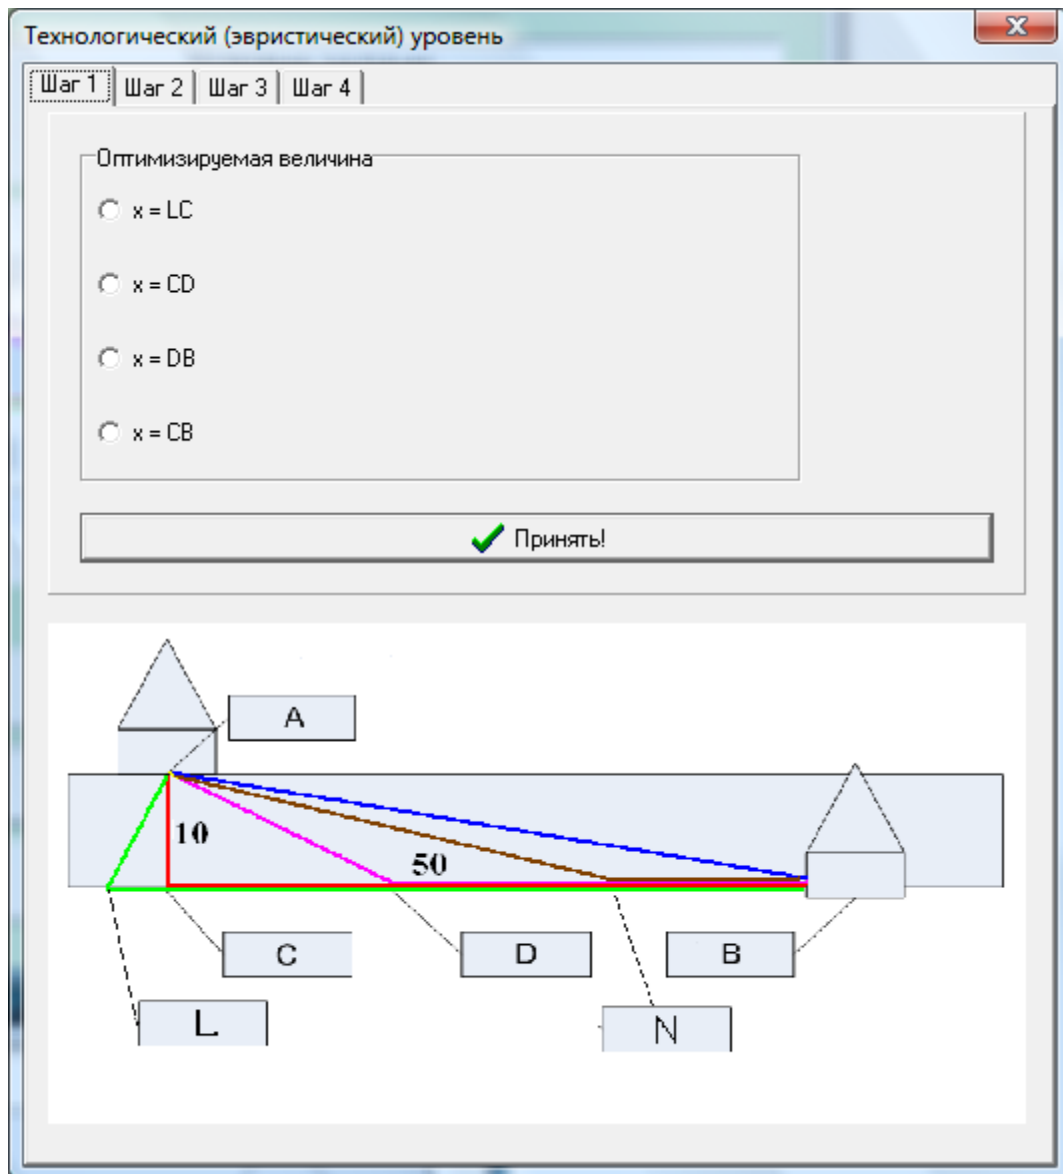 Технологический (эвристический) уровень
Шаг 1 Шаг 2 Шаг 3 Шаг 4
Оптимизируемая величина
x = LC
x = CD
x = DB
x = CB
Принять!
A
10
50
C D B
L N